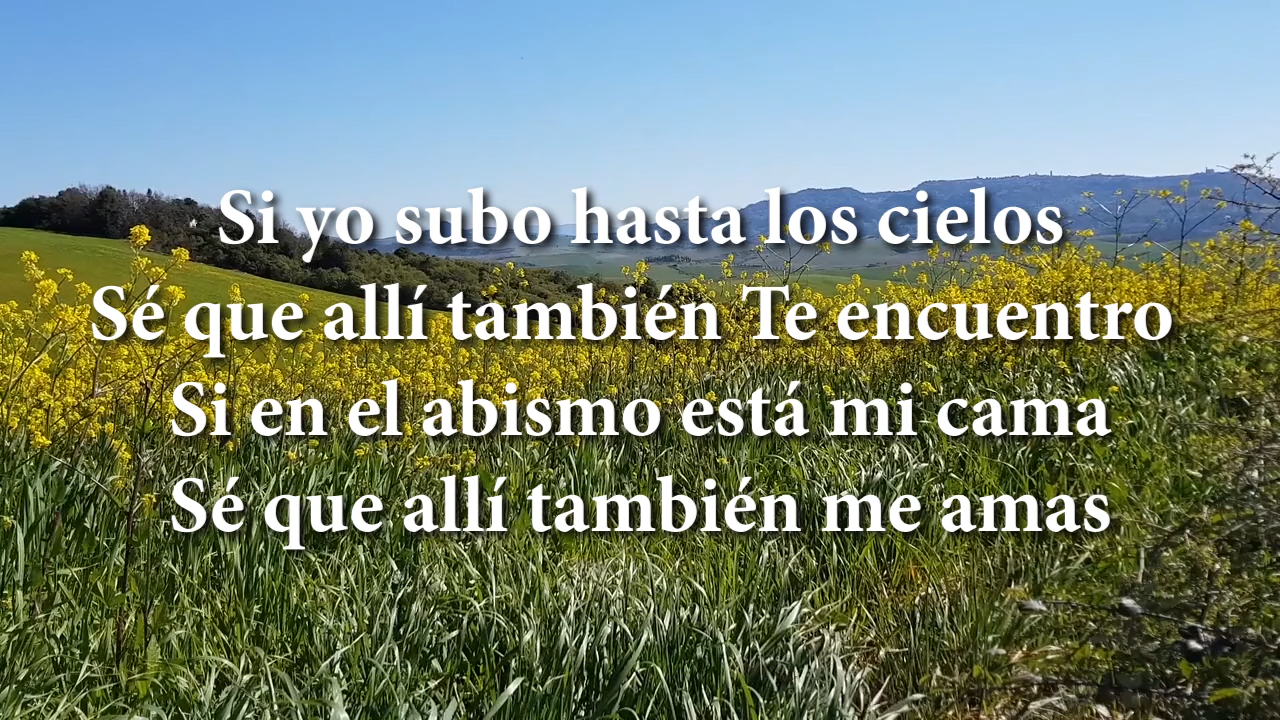 Si yo subo hasta los cielos
Sé que allí también Te encuentro
Si en el abismo está mi cama
Sé que allí también me amas